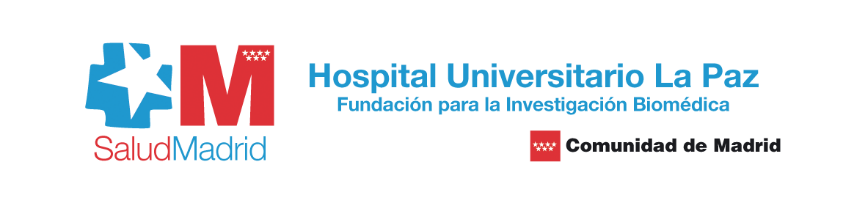 M
SaludMadrid
Hospital Universitario La Paz
Fundación para la Investigación Biomédica
Comunidad de Madrid